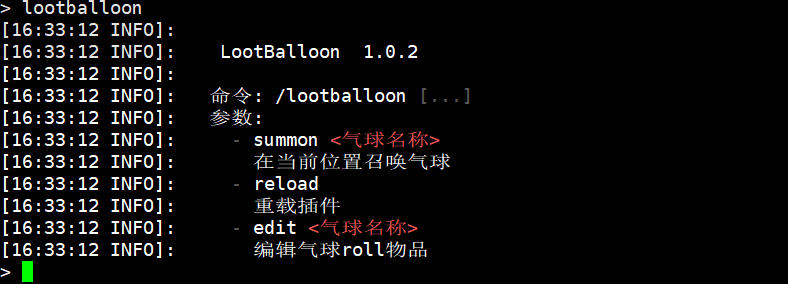 > lootballoon
[16:33:12 INFO]:
[16:33:12 INFO]:    LootBalloon  1.0.2
[16:33:12 INFO]:
[16:33:12 INFO]:   命令: /lootballoon [...]
[16:33:12 INFO]:   参数:
[16:33:12 INFO]:     - summon <气球名称>
[16:33:12 INFO]:       在当前位置召唤气球
[16:33:12 INFO]:     - reload
[16:33:12 INFO]:       重载插件
[16:33:12 INFO]:     - edit <气球名称>
[16:33:12 INFO]:       编辑气球roll物品
>